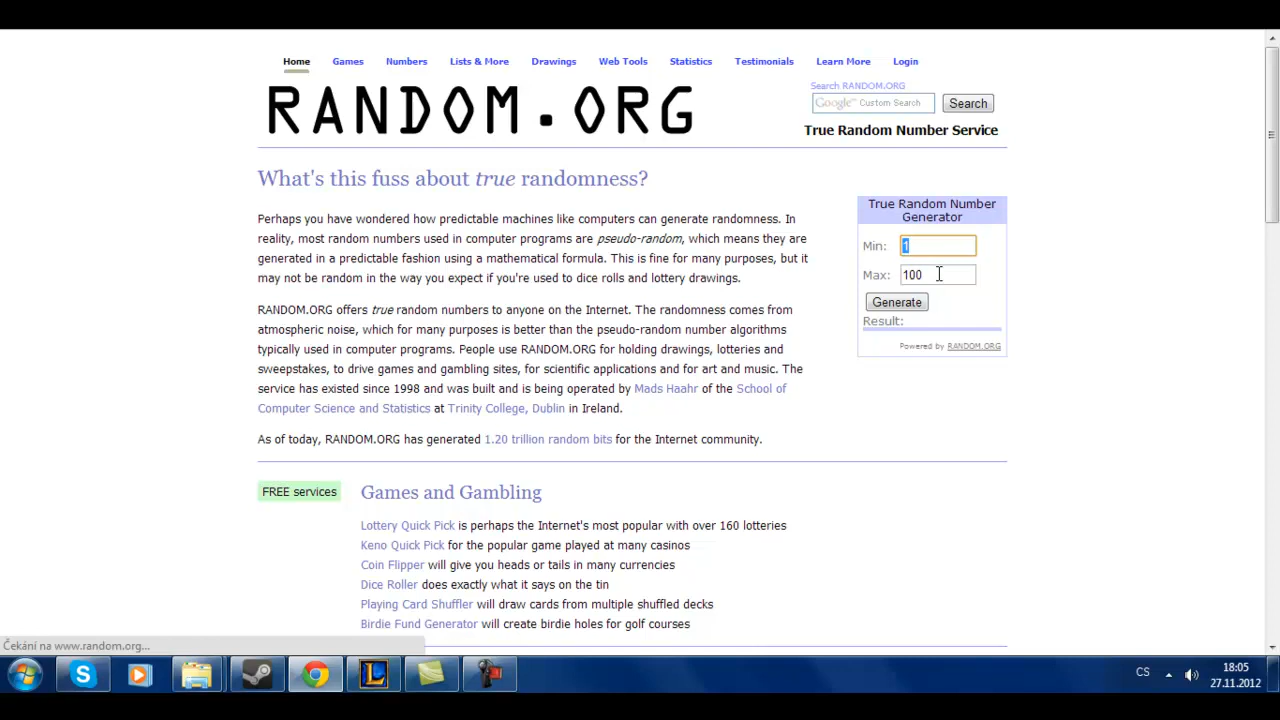 Home Games Numbers Lists & More Drawings Web Tools Statistics Testimonials Learn More Login
RANDOM.ORG
Search RANDOM.ORG
Google™ Custom Search Search
True Random Number Service
What's this fuss about true randomness?
Perhaps you have wondered how predictable machines like computers can generate randomness. In
reality, most random numbers used in computer programs are pseudo-random, which means they are
generated in a predictable fashion using a mathematical formula. This is fine for many purposes, but it
may not be random in the way you expect if you're used to dice rolls and lottery drawings.
RANDOM.ORG offers true random numbers to anyone on the Internet. The randomness comes from
atmospheric noise, which for many purposes is better than the pseudo-random number algorithms
typically used in computer programs. People use RANDOM.ORG for holding drawings, lotteries and
sweepstakes, to drive games and gambling sites, for scientific applications and for art and music. The
service has existed since 1998 and was built and is being operated by Mads Haahr of the School of
Computer Science and Statistics at Trinity College, Dublin in Ireland.
As of today, RANDOM.ORG has generated 1.20 trillion random bits for the Internet community.
True Random Number
Generator
Min: 1
Max: 100
Generate
Result:
Powered by RANDOM.ORG
FREE services
Games and Gambling
Lottery Quick Pick is perhaps the Internet's most popular with over 160 lotteries
Keno Quick Pick for the popular game played at many casinos
Coin Flipper will give you heads or tails in many currencies
Dice Roller does exactly what it says on the tin
Playing Card Shuffler will draw cards from multiple shuffled decks
Birdie Fund Generator will create birdie holes for golf courses
Čekání na www.random.org...
CS
18:05
27.11.2012